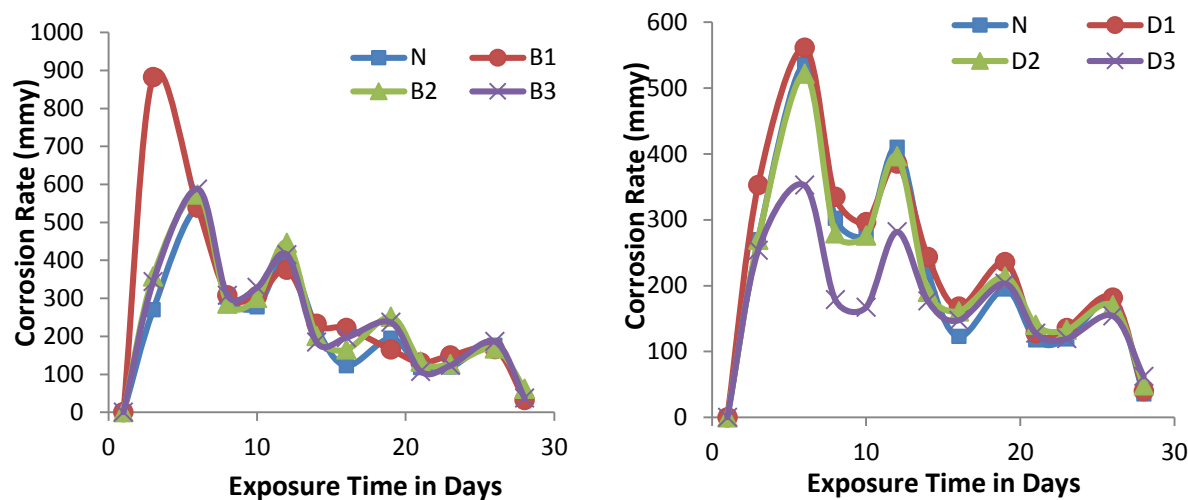 Corrosion Rate (mmy)
1000
900
800
700
600
500
400
300
200
100
0
N B1
B2 B3
0 10 20 30
Exposure Time in Days
Corrosion Rate (mmy)
600
500
400
300
200
100
0
N D1
D2 D3
0 10 20 30
Exposure Time in Days